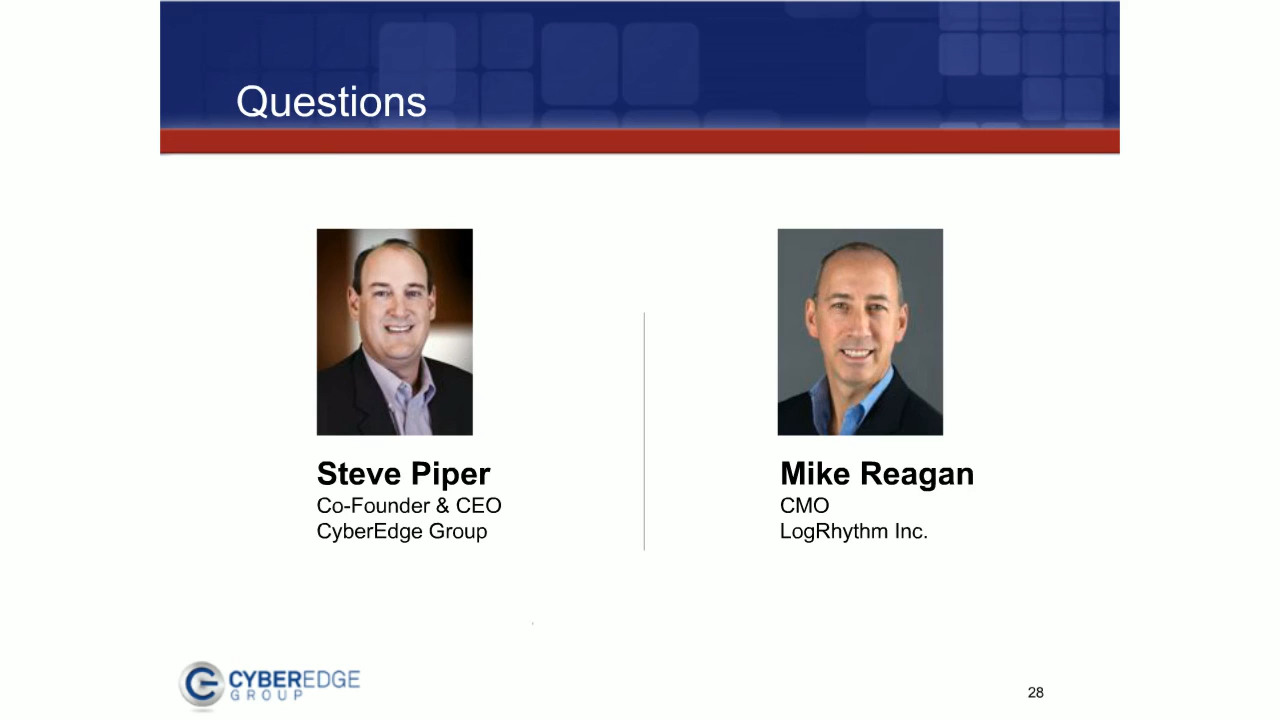 Questions
Steve Piper
Co-Founder & CEO
CyberEdge Group
Mike Reagan
CMO
LogRhythm Inc.
CYBEREDGE
GROUP
28